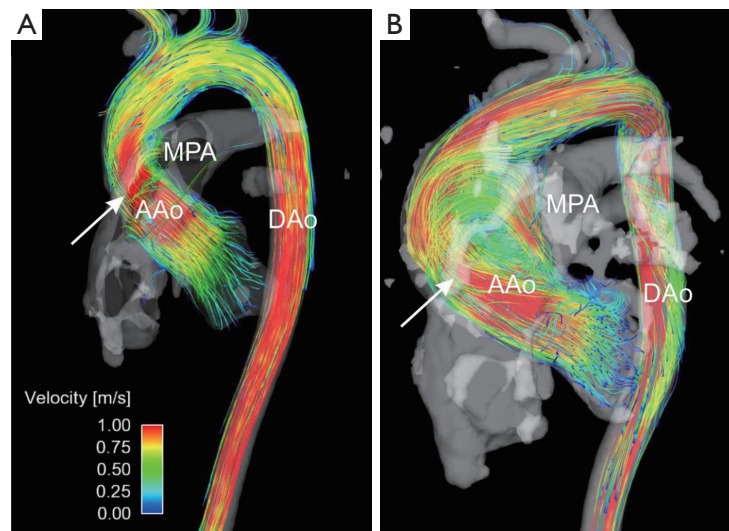 A
MPA
AAo
DAo
Velocity [m/s]
1.00
0.75
0.50
0.25
0.00
B
MPA
AAo
DAo